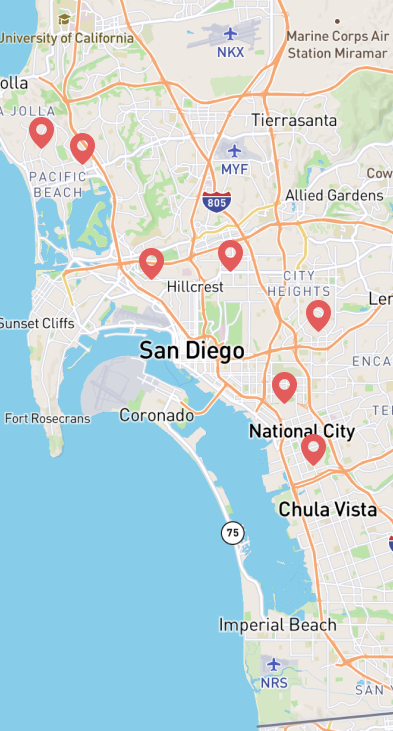 University of California
NKX
Marine Corps Air
Station Miramar
olla
A JOLLA
Tierrasanta
MYF
PACIFIC
BEACH
Cow
805
Allied Gardens
Hillcrest
CITY
HEIGHTS
Ler
Sunset Cliffs
San Diego
ENCA
Fort Rosecrans
Coronado
TE
National City
Chula Vista
75
Imperial Beach
NRS
SAN Y